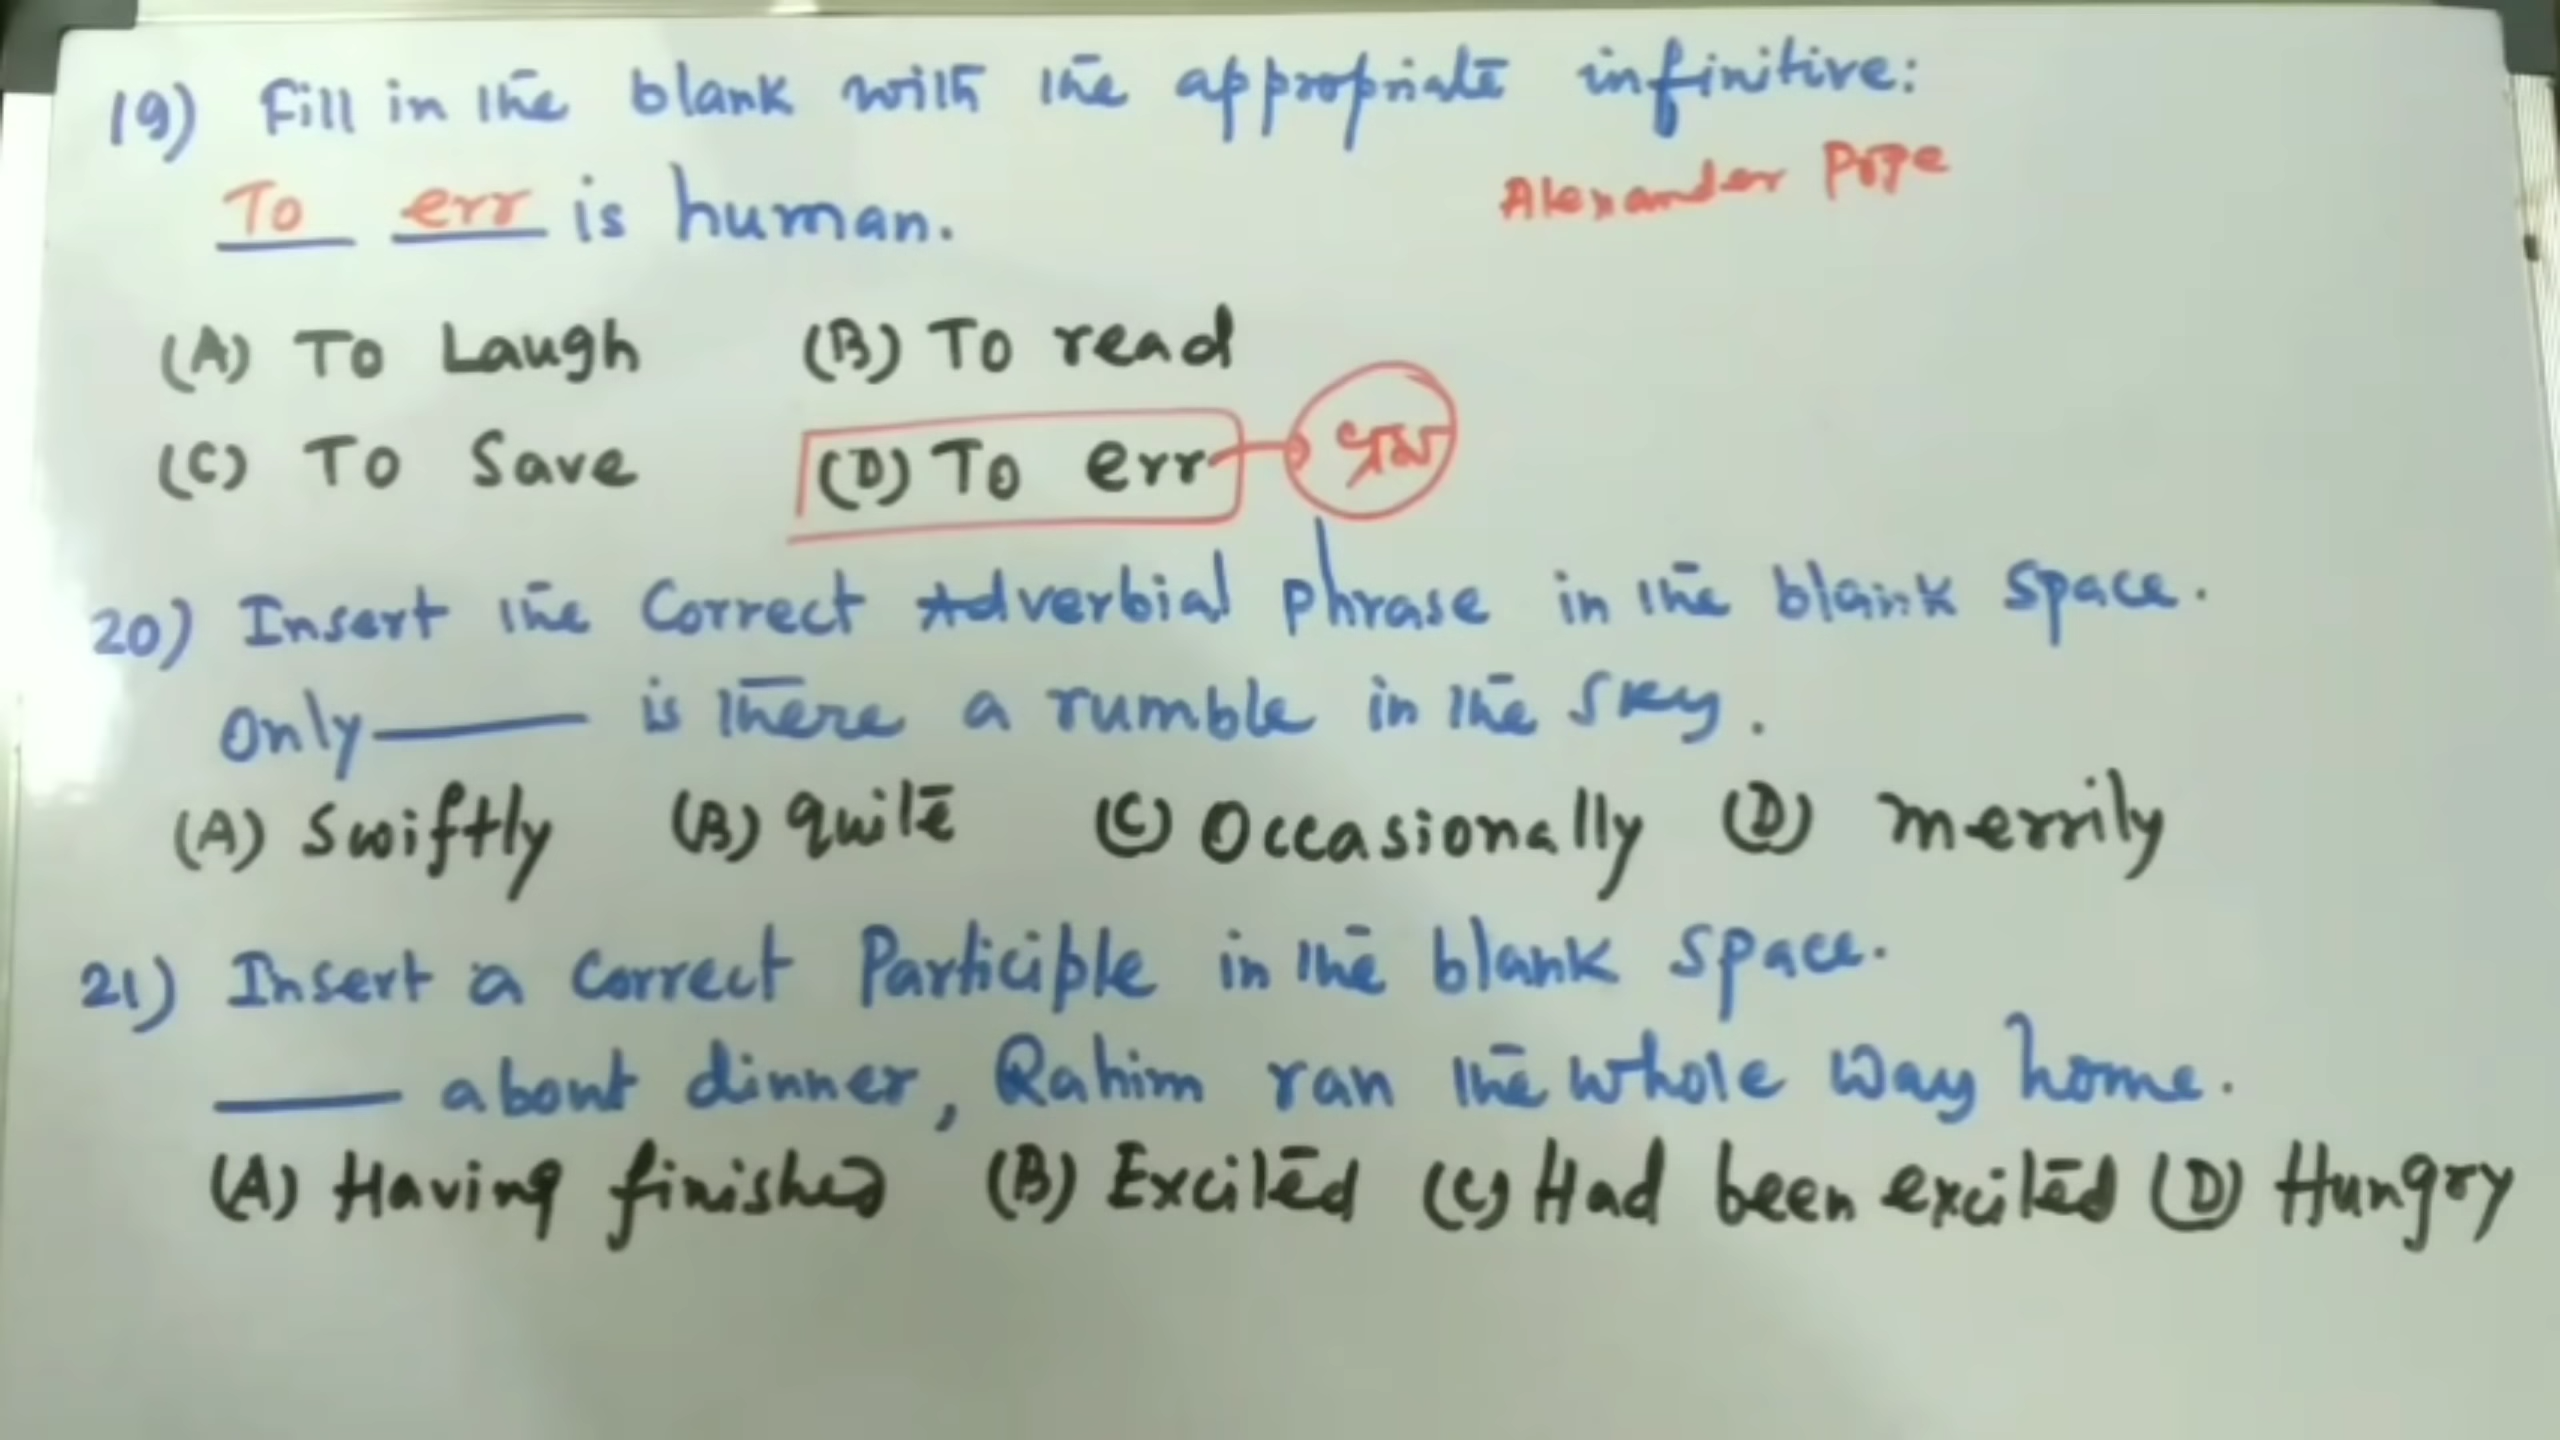 19) Fill in the blank with the appropriate infinitive:
Alexander Pope
To err is human.
(A) To Laugh (B) To read
(C) To Save (D) To err ভ্রম
20) Insert the Correct Adverbial phrase in the blank space.
Only —— is there a rumble in the sky.
(A) Swiftly (B) quite (C) Occasionally (D) merrily
21) Insert a correct Participle in the blank space.
—— about dinner, Rahim ran the whole way home.
(A) Having finished (B) Excited (C) Had been excited (D) Hungry